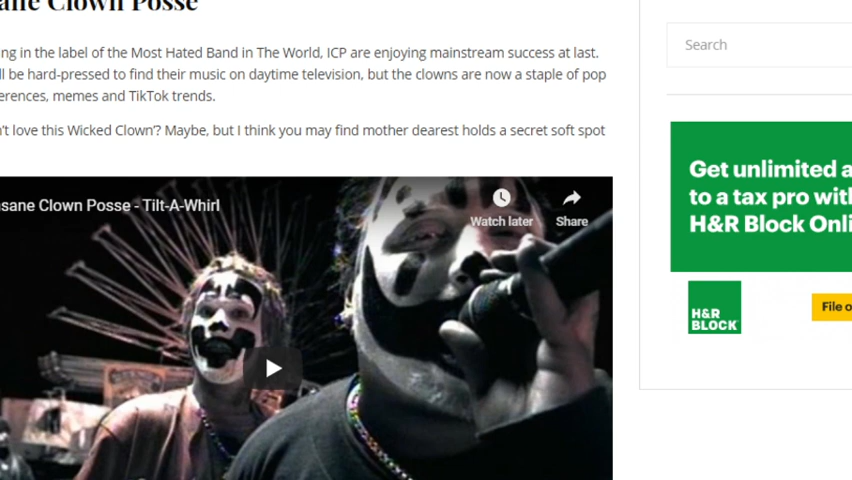 ane Clown Posse
ng in the label of the Most Hated Band in The World, ICP are enjoying mainstream success at last.
ll be hard-pressed to find their music on daytime television, but the clowns are now a staple of pop
erences, memes and TikTok trends.
n't love this Wicked Clown'? Maybe, but I think you may find mother dearest holds a secret soft spot
nsane Clown Posse - Tilt-A-Whirl
Watch later
Share
Search
Get unlimited a
to a tax pro with
H&R Block Onli
H&R
BLOCK
File o